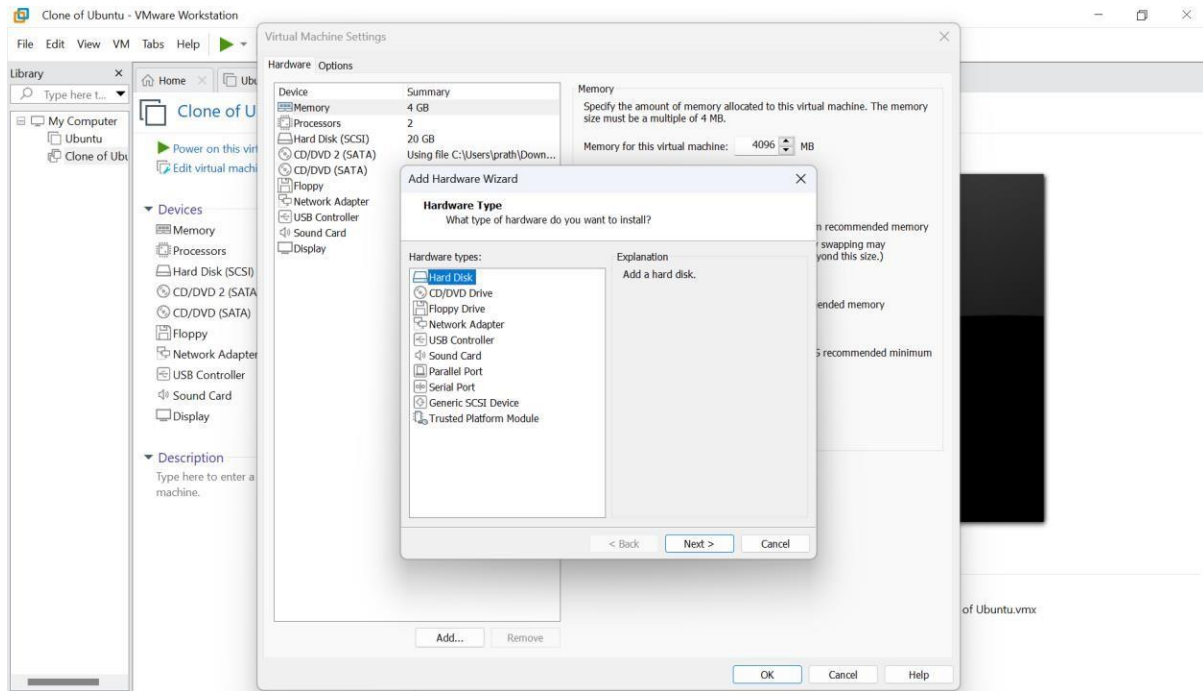 Clone of Ubuntu - VMware Workstation
File Edit View VM Tabs Help
Library
Type here t...
My Computer
Ubuntu
Clone of Ubu
Home
Ubu
Clone of U
Power on this virt
Edit virtual machi
Devices
Memory
Processors
Hard Disk (SCSI)
CD/DVD 2 (SATA
CD/DVD (SATA)
Floppy
Network Adapter
USB Controller
Sound Card
Display
Description
Type here to enter a
machine.
Virtual Machine Settings
Hardware Options
Device Summary
Memory 4 GB
Processors 2
Hard Disk (SCSI) 20 GB
CD/DVD 2 (SATA) Using file C:\Users\prath\Down...
CD/DVD (SATA)
Floppy
Network Adapter
USB Controller
Sound Card
Display
Memory
Specify the amount of memory allocated to this virtual machine. The memory
size must be a multiple of 4 MB.
Memory for this virtual machine: 4096 MB
recommended memory
swapping may
yond this size.)
ended memory
recommended minimum
Add Hardware Wizard
Hardware Type
What type of hardware do you want to install?
Hardware types:
Hard Disk
CD/DVD Drive
Floppy Drive
Network Adapter
USB Controller
Sound Card
Parallel Port
Serial Port
Generic SCSI Device
Trusted Platform Module
Explanation
Add a hard disk.
< Back Next > Cancel
Add... Remove
OK Cancel Help
of Ubuntu.vmx